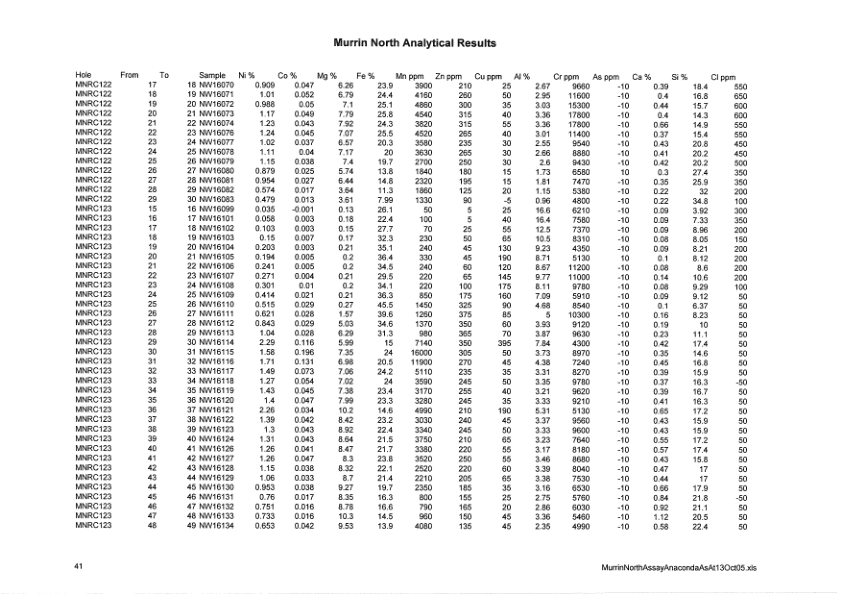 Murrin North Analytical Results
Hole From To Sample Ni % Co % Mg % Fe % Mn ppm Zn ppm Cu ppm Al % Cr ppm As ppm Ca % Si % Cl ppm
MNRC122 17 18 NW16070 0.909 0.047 6.26 23.9 3900 210 25 2.67 9660 -10 0.39 18.4 550
MNRC122 18 19 NW16071 1.01 0.052 6.79 24.4 4160 260 50 2.95 11600 -10 0.4 16.8 650
MNRC122 19 20 NW16072 0.988 0.05 7.1 25.1 4860 300 35 3.03 15300 -10 0.44 15.7 600
MNRC122 20 21 NW16073 1.17 0.049 7.79 25.8 4540 315 40 3.36 17800 -10 0.4 14.3 600
MNRC122 21 22 NW16074 1.23 0.043 7.92 24.3 3820 315 55 3.36 17800 -10 0.66 14.9 550
MNRC122 22 23 NW16076 1.24 0.045 7.07 25.5 4520 265 40 3.01 11400 -10 0.37 15.4 550
MNRC122 23 24 NW16077 1.02 0.037 6.57 20.3 3580 235 30 2.55 9540 -10 0.43 20.8 450
MNRC122 24 25 NW16078 1.11 0.04 7.17 20 3630 265 30 2.66 8880 -10 0.41 20.2 450
MNRC122 25 26 NW16079 1.15 0.038 7.4 19.7 2700 250 30 2.6 9430 -10 0.42 20.2 500
MNRC122 26 27 NW16080 0.879 0.025 5.74 13.8 1840 180 15 1.73 6580 10 0.3 27.4 350
MNRC122 27 28 NW16081 0.954 0.027 6.44 14.8 2320 195 15 1.81 7470 -10 0.35 25.9 350
MNRC122 28 29 NW16082 0.574 0.017 3.64 11.3 1860 125 20 1.15 5380 -10 0.22 32 200
MNRC122 29 30 NW16083 0.479 0.013 3.61 7.99 1330 90 -5 0.96 4800 -10 0.22 34.8 100
MNRC123 15 16 NW16099 0.035 -0.001 0.13 26.1 50 5 25 16.6 6210 -10 0.09 3.92 300
MNRC123 16 17 NW16101 0.058 0.003 0.18 22.4 100 5 40 16.4 7580 -10 0.09 7.33 350
MNRC123 17 18 NW16102 0.103 0.003 0.15 27.7 70 25 55 12.5 7370 -10 0.09 8.96 200
MNRC123 18 19 NW16103 0.15 0.007 0.17 32.3 230 50 65 10.5 8310 -10 0.08 8.05 150
MNRC123 19 20 NW16104 0.203 0.003 0.21 35.1 240 45 130 9.23 4350 -10 0.09 8.21 200
MNRC123 20 21 NW16105 0.194 0.005 0.2 36.4 330 45 190 8.71 5130 10 0.1 8.12 200
MNRC123 21 22 NW16106 0.241 0.005 0.2 34.5 240 60 120 8.67 11200 -10 0.08 8.6 200
MNRC123 22 23 NW16107 0.271 0.004 0.21 29.5 220 65 145 9.77 11000 -10 0.14 10.6 200
MNRC123 23 24 NW16108 0.301 0.01 0.2 34.1 220 100 175 8.11 9780 -10 0.08 9.29 100
MNRC123 24 25 NW16109 0.414 0.021 0.21 36.3 850 175 160 7.09 5910 -10 0.09 9.12 50
MNRC123 25 26 NW16110 0.515 0.029 0.27 45.5 1450 325 90 4.68 8540 -10 0.1 6.37 50
MNRC123 26 27 NW16111 0.621 0.028 1.57 39.6 1260 375 85 5 10300 -10 0.16 8.23 50
MNRC123 27 28 NW16112 0.843 0.029 5.03 34.6 1370 350 60 3.93 9120 -10 0.19 10 50
MNRC123 28 29 NW16113 1.04 0.028 6.29 31.3 980 365 70 3.87 9630 -10 0.23 11.1 50
MNRC123 29 30 NW16114 2.29 0.116 5.99 15 7140 350 395 7.84 4300 -10 0.42 17.4 50
MNRC123 30 31 NW16115 1.58 0.196 7.35 24 16000 305 50 3.73 8970 -10 0.35 14.6 50
MNRC123 31 32 NW16116 1.71 0.131 6.98 20.5 11900 270 45 4.38 7240 -10 0.45 16.8 50
MNRC123 32 33 NW16117 1.49 0.073 7.06 24.2 5110 235 35 3.31 8270 -10 0.39 15.9 50
MNRC123 33 34 NW16118 1.27 0.054 7.02 24 3590 245 50 3.35 9780 -10 0.37 16.3 -50
MNRC123 34 35 NW16119 1.43 0.045 7.38 23.4 3170 255 40 3.21 9620 -10 0.39 16.7 50
MNRC123 35 36 NW16120 1.4 0.047 7.99 23.3 3280 245 35 3.33 9210 -10 0.41 16.3 50
MNRC123 36 37 NW16121 2.26 0.034 10.2 14.6 4990 210 190 5.31 5130 -10 0.65 17.2 50
MNRC123 37 38 NW16122 1.39 0.042 8.42 23.2 3030 240 45 3.37 9560 -10 0.43 15.9 50
MNRC123 38 39 NW16123 1.3 0.043 8.92 22.4 3340 245 50 3.33 9600 -10 0.43 15.9 50
MNRC123 39 40 NW16124 1.31 0.043 8.64 21.5 3750 210 65 3.23 7640 -10 0.55 17.2 50
MNRC123 40 41 NW16126 1.26 0.041 8.47 21.7 3380 220 55 3.17 8180 -10 0.57 17.4 50
MNRC123 41 42 NW16127 1.26 0.047 8.3 23.8 3520 250 55 3.46 8680 -10 0.43 15.8 50
MNRC123 42 43 NW16128 1.15 0.038 8.32 22.1 2520 220 60 3.39 8040 -10 0.47 17 50
MNRC123 43 44 NW16129 1.06 0.033 8.7 21.4 2210 205 65 3.38 7530 -10 0.44 17 50
MNRC123 44 45 NW16130 0.953 0.038 9.27 19.7 2350 185 35 3.16 6530 -10 0.66 17.9 50
MNRC123 45 46 NW16131 0.76 0.017 8.35 16.3 800 155 25 2.75 5760 -10 0.84 21.8 -50
MNRC123 46 47 NW16132 0.751 0.016 8.78 16.6 790 165 20 2.86 6030 -10 0.92 21.1 50
MNRC123 47 48 NW16133 0.733 0.016 10.3 14.5 960 150 45 3.36 5460 -10 1.12 20.5 50
MNRC123 48 49 NW16134 0.653 0.042 9.53 13.9 4080 135 45 2.35 4990 -10 0.58 22.4 50
41
MurrinNorthAssayAnacondaAsAt13Oct05.xls